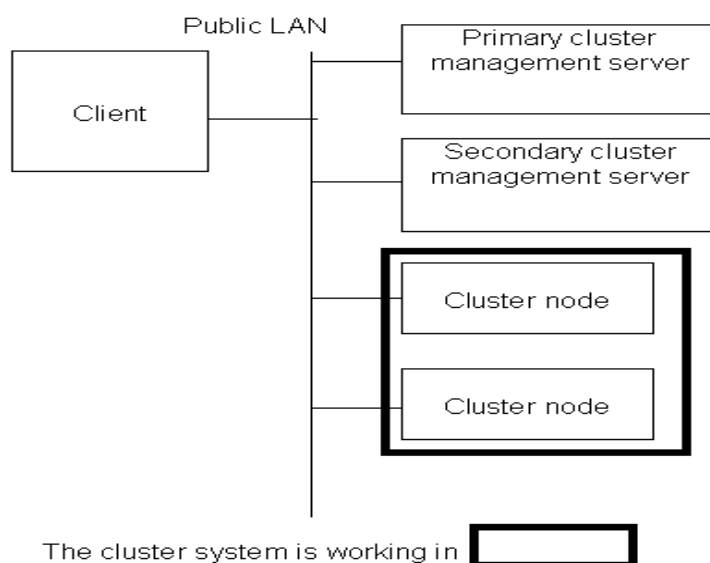 Public LAN
Client
Primary cluster
management server
Secondary cluster
management server
Cluster node
Cluster node
The cluster system is working in